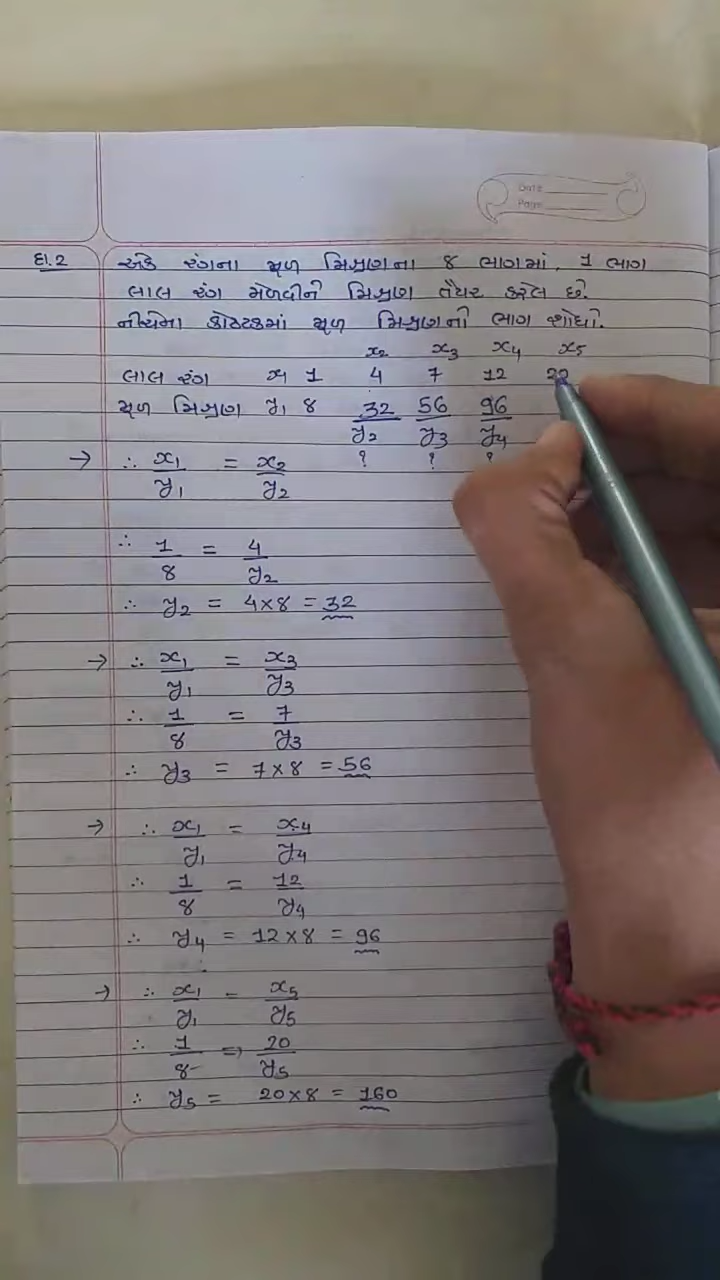 Date
Page
દા.2 એક રંગના મૂળ મિશ્રણના 8 ભાગમાં, 1 ભાગ
લાલ રંગ મેળવીને મિશ્રણ તૈયાર કરેલ છે.
નીચેના કોષ્ટકમાં મૂળ મિશ્રણનો ભાગ શોધો.
x₂ x₃ x₄ x₅
લાલ રંગ x₁ 1 4 7 12
મૂળ મિશ્રણ y₁ 8 32 56 96
y₂ y₃ y₄
? ? ?
→ ∴ x₁/y₁ = x₂/y₂
∴ 1/8 = 4/y₂
∴ y₂ = 4×8 = 32
→ ∴ x₁/y₁ = x₃/y₃
∴ 1/8 = 7/y₃
∴ y₃ = 7×8 = 56
→ ∴ x₁/y₁ = x₄/y₄
∴ 1/8 = 12/y₄
∴ y₄ = 12×8 = 96
→ ∴ x₁/y₁ = x₅/y₅
∴ 1/8 = 20/y₅
∴ y₅ = 20×8 = 160